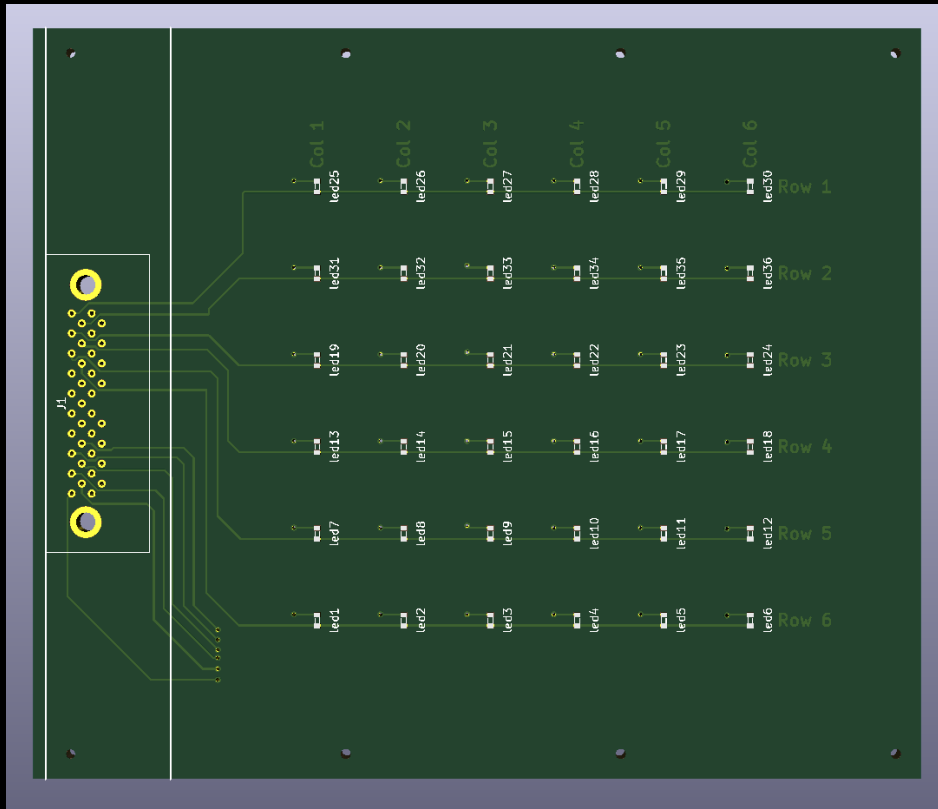 Col 1 Col 2 Col 3 Col 4 Col 5 Col 6
led25 led26 led27 led28 led29 led30 Row 1
led31 led32 led33 led34 led35 led36 Row 2
led19 led20 led21 led22 led23 led24 Row 3
J1
led13 led14 led15 led16 led17 led18 Row 4
led7 led8 led9 led10 led11 led12 Row 5
led1 led2 led3 led4 led5 led6 Row 6